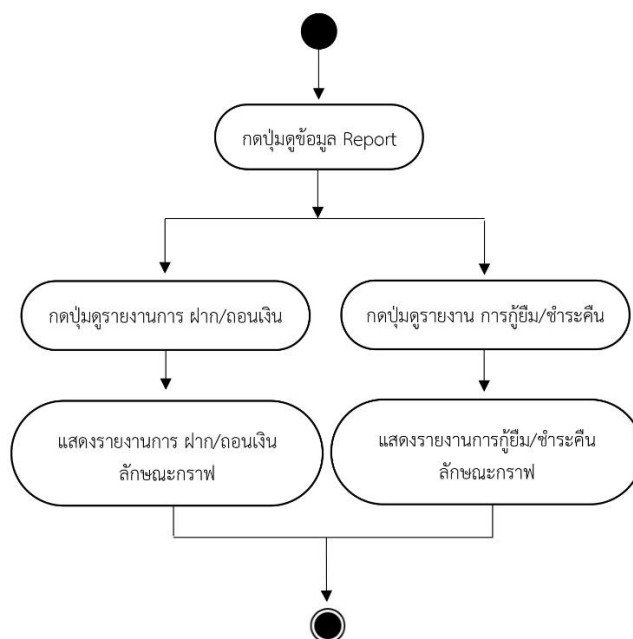 กดปุ่มดูข้อมูล Report
กดปุ่มดูรายงานการ ฝาก/ถอนเงิน
กดปุ่มดูรายงาน การกู้ยืม/ชำระคืน
แสดงรายงานการ ฝาก/ถอนเงิน
ลักษณะกราฟ
แสดงรายงานการกู้ยืม/ชำระคืน
ลักษณะกราฟ